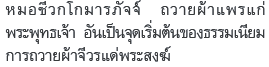 หมอชีวกโกมารภัจจ์ ถวายผ้าแพรแก่
พระพุทธเจ้า อันเป็นจุดเริ่มต้นของธรรมเนียม
การถวายผ้าจีวรแด่พระสงฆ์